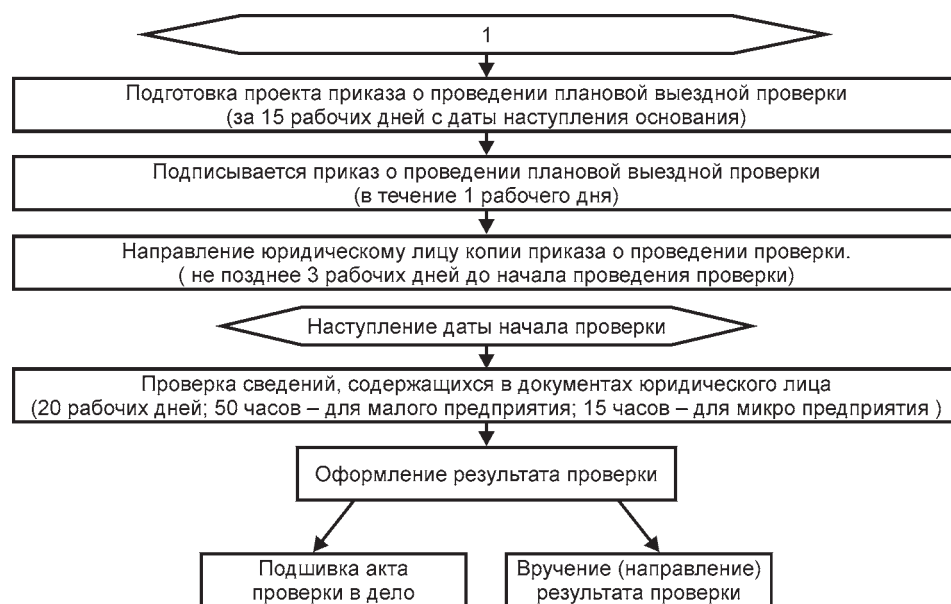 1
Подготовка проекта приказа о проведении плановой выездной проверки
(за 15 рабочих дней с даты наступления основания)
Подписывается приказ о проведении плановой выездной проверки
(в течение 1 рабочего дня)
Направление юридическому лицу копии приказа о проведении проверки.
( не позднее 3 рабочих дней до начала проведения проверки)
Наступление даты начала проверки
Проверка сведений, содержащихся в документах юридического лица
(20 рабочих дней; 50 часов – для малого предприятия; 15 часов – для микро предприятия )
Оформление результата проверки
Подшивка акта
проверки в дело
Вручение (направление)
результата проверки